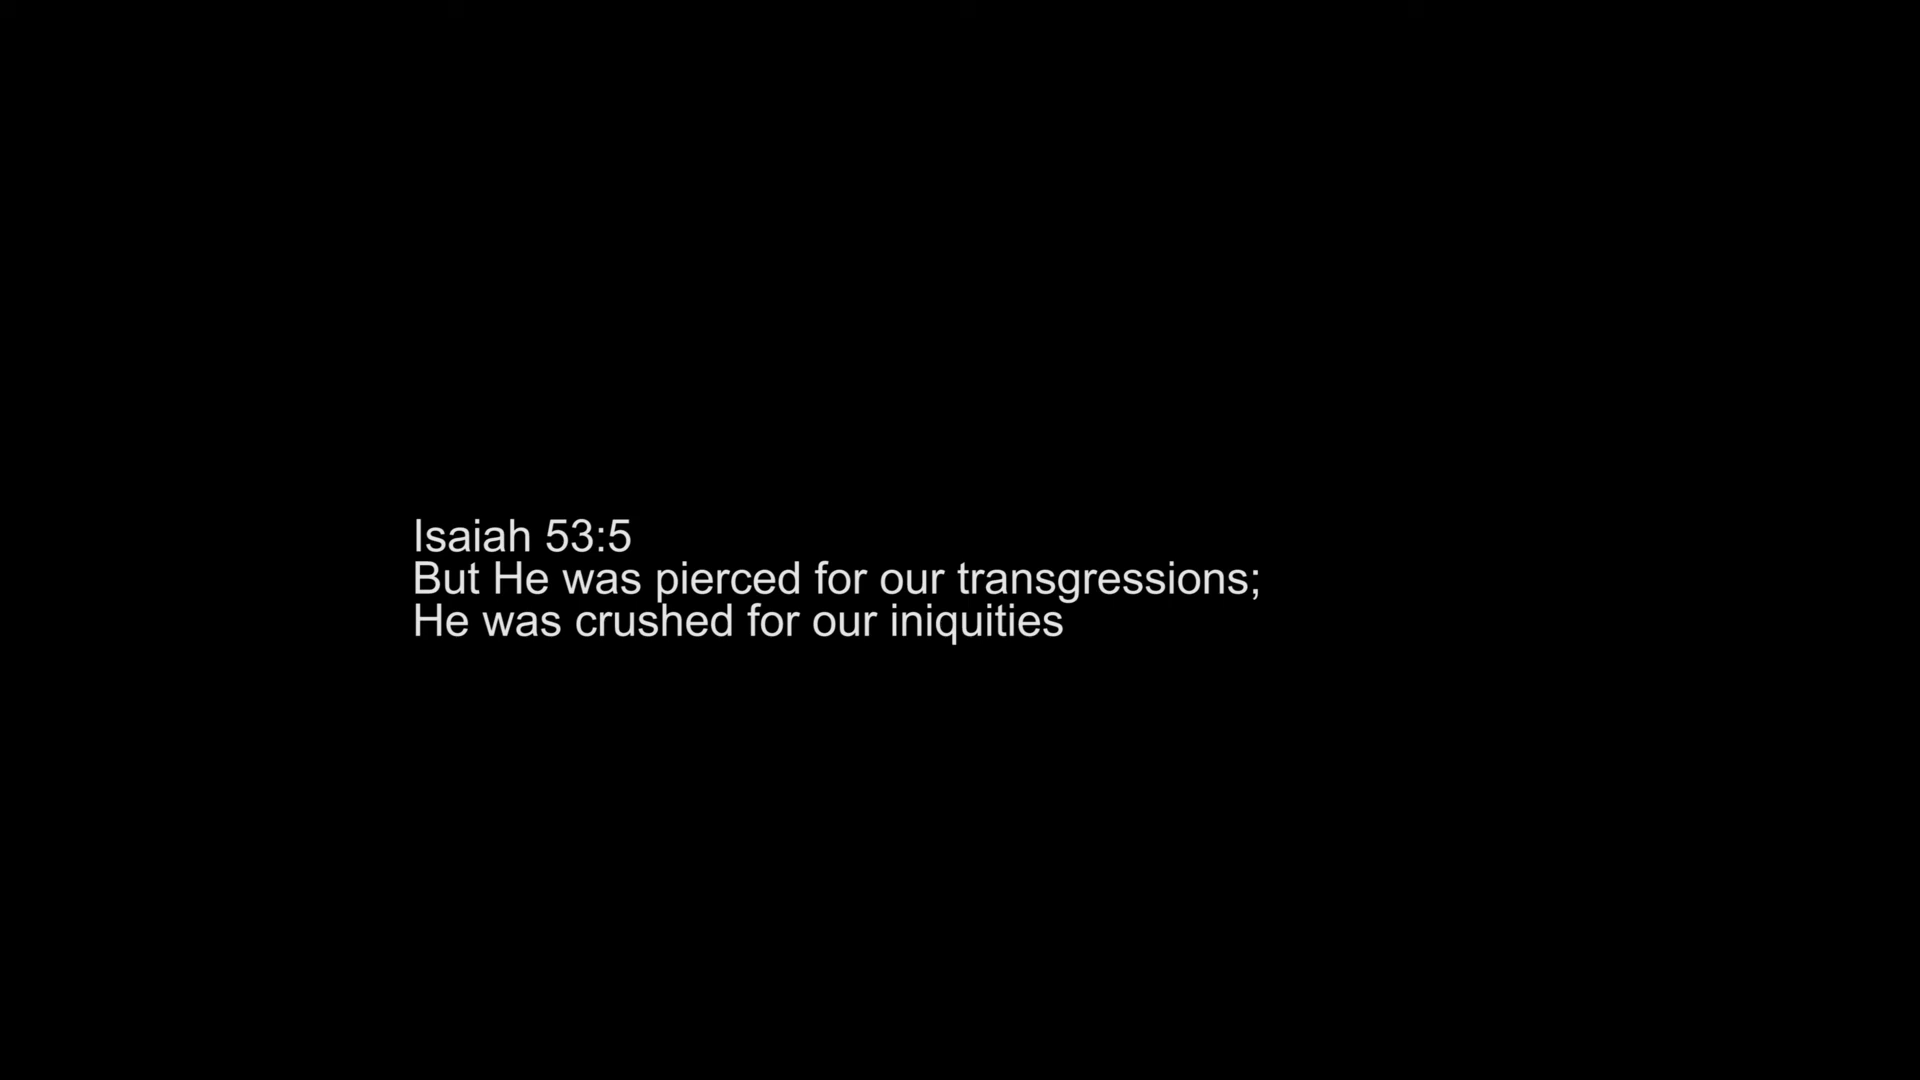 Isaiah 53:5
But He was pierced for our transgressions;
He was crushed for our iniquities